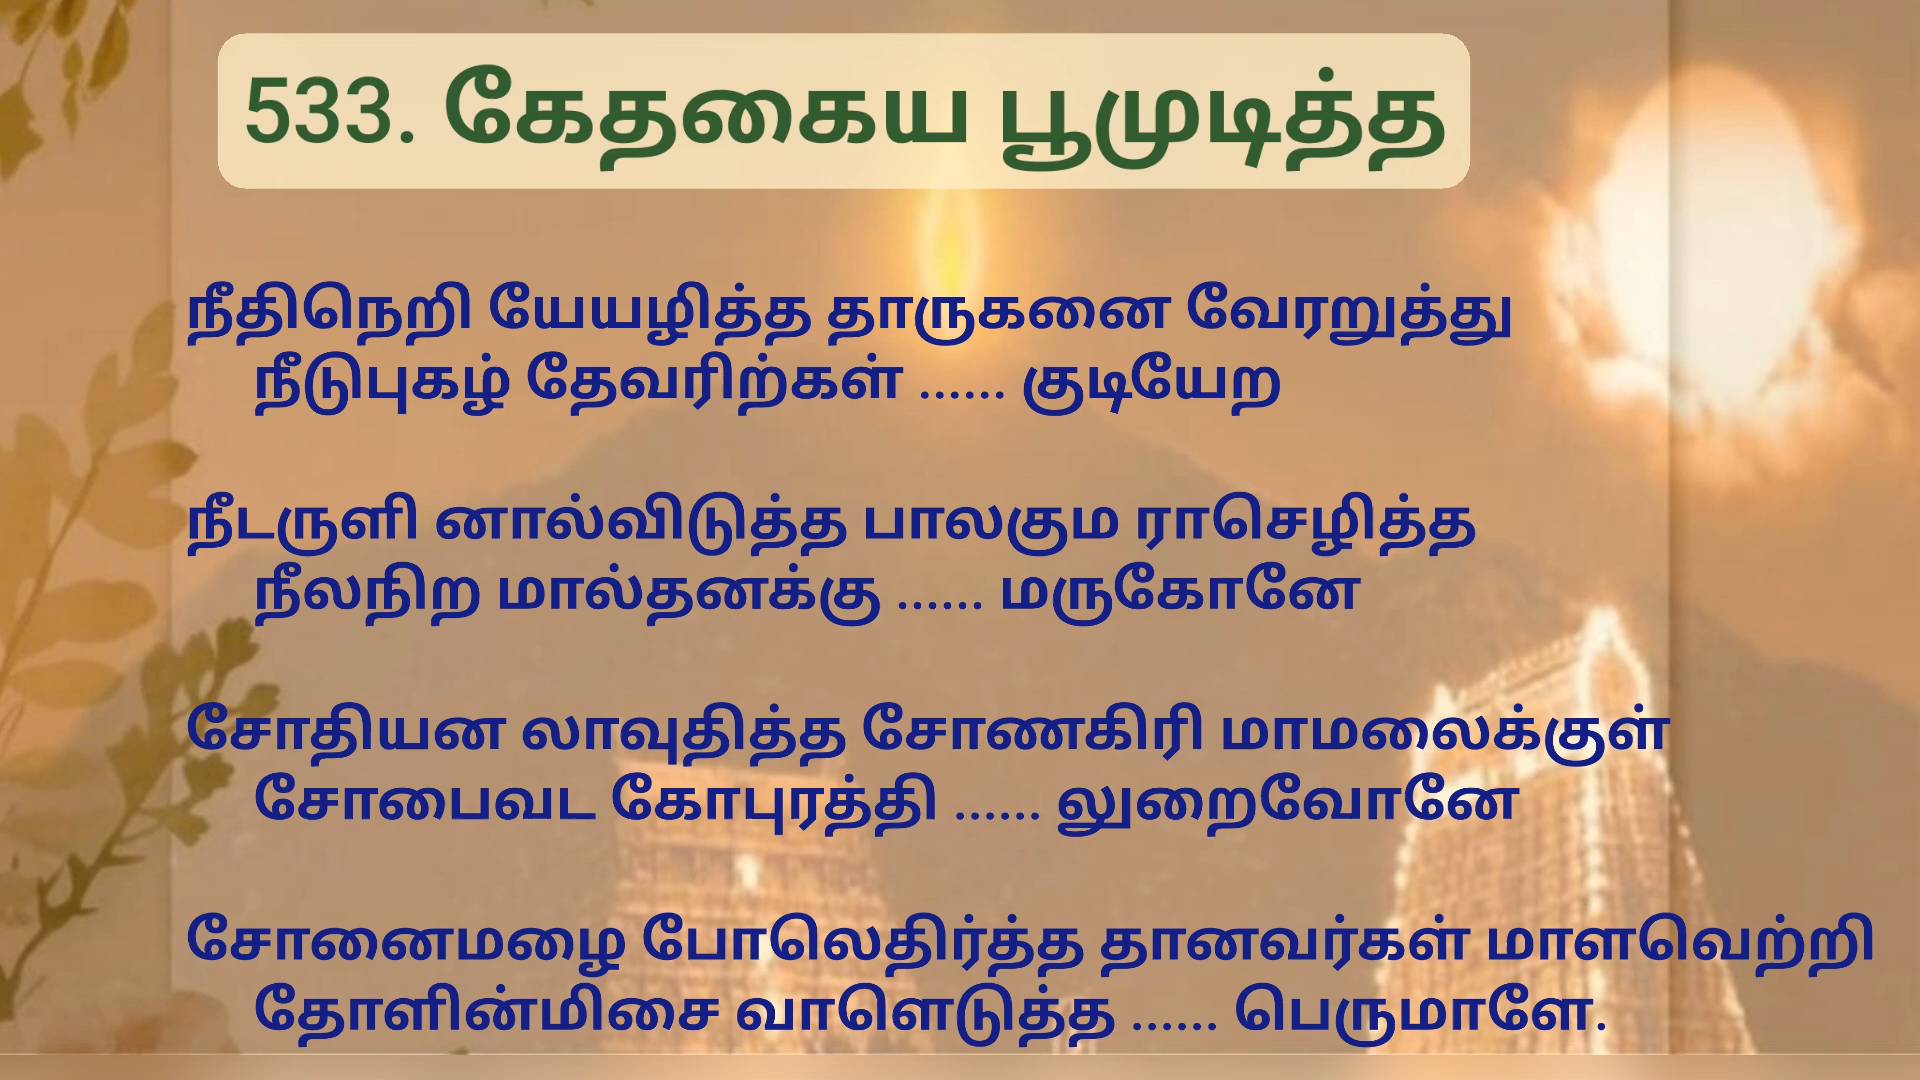 533. கேதகைய பூமுடித்த
நீதிநெறி யேயழித்த தாருகனை வேரறுத்து
நீடுபுகழ் தேவரிற்கள் ...... குடியேற
நீடருளி னால்விடுத்த பாலகும ராசெழித்த
நீலநிற மால்தனக்கு ...... மருகோனே
சோதியன லாவுதித்த சோணகிரி மாமலைக்குள்
சோபைவட கோபுரத்தி ...... லுறைவோனே
சோனைமழை போலெதிர்த்த தானவர்கள் மாளவெற்றி
தோளின்மிசை வாளெடுத்த ...... பெருமாளே.